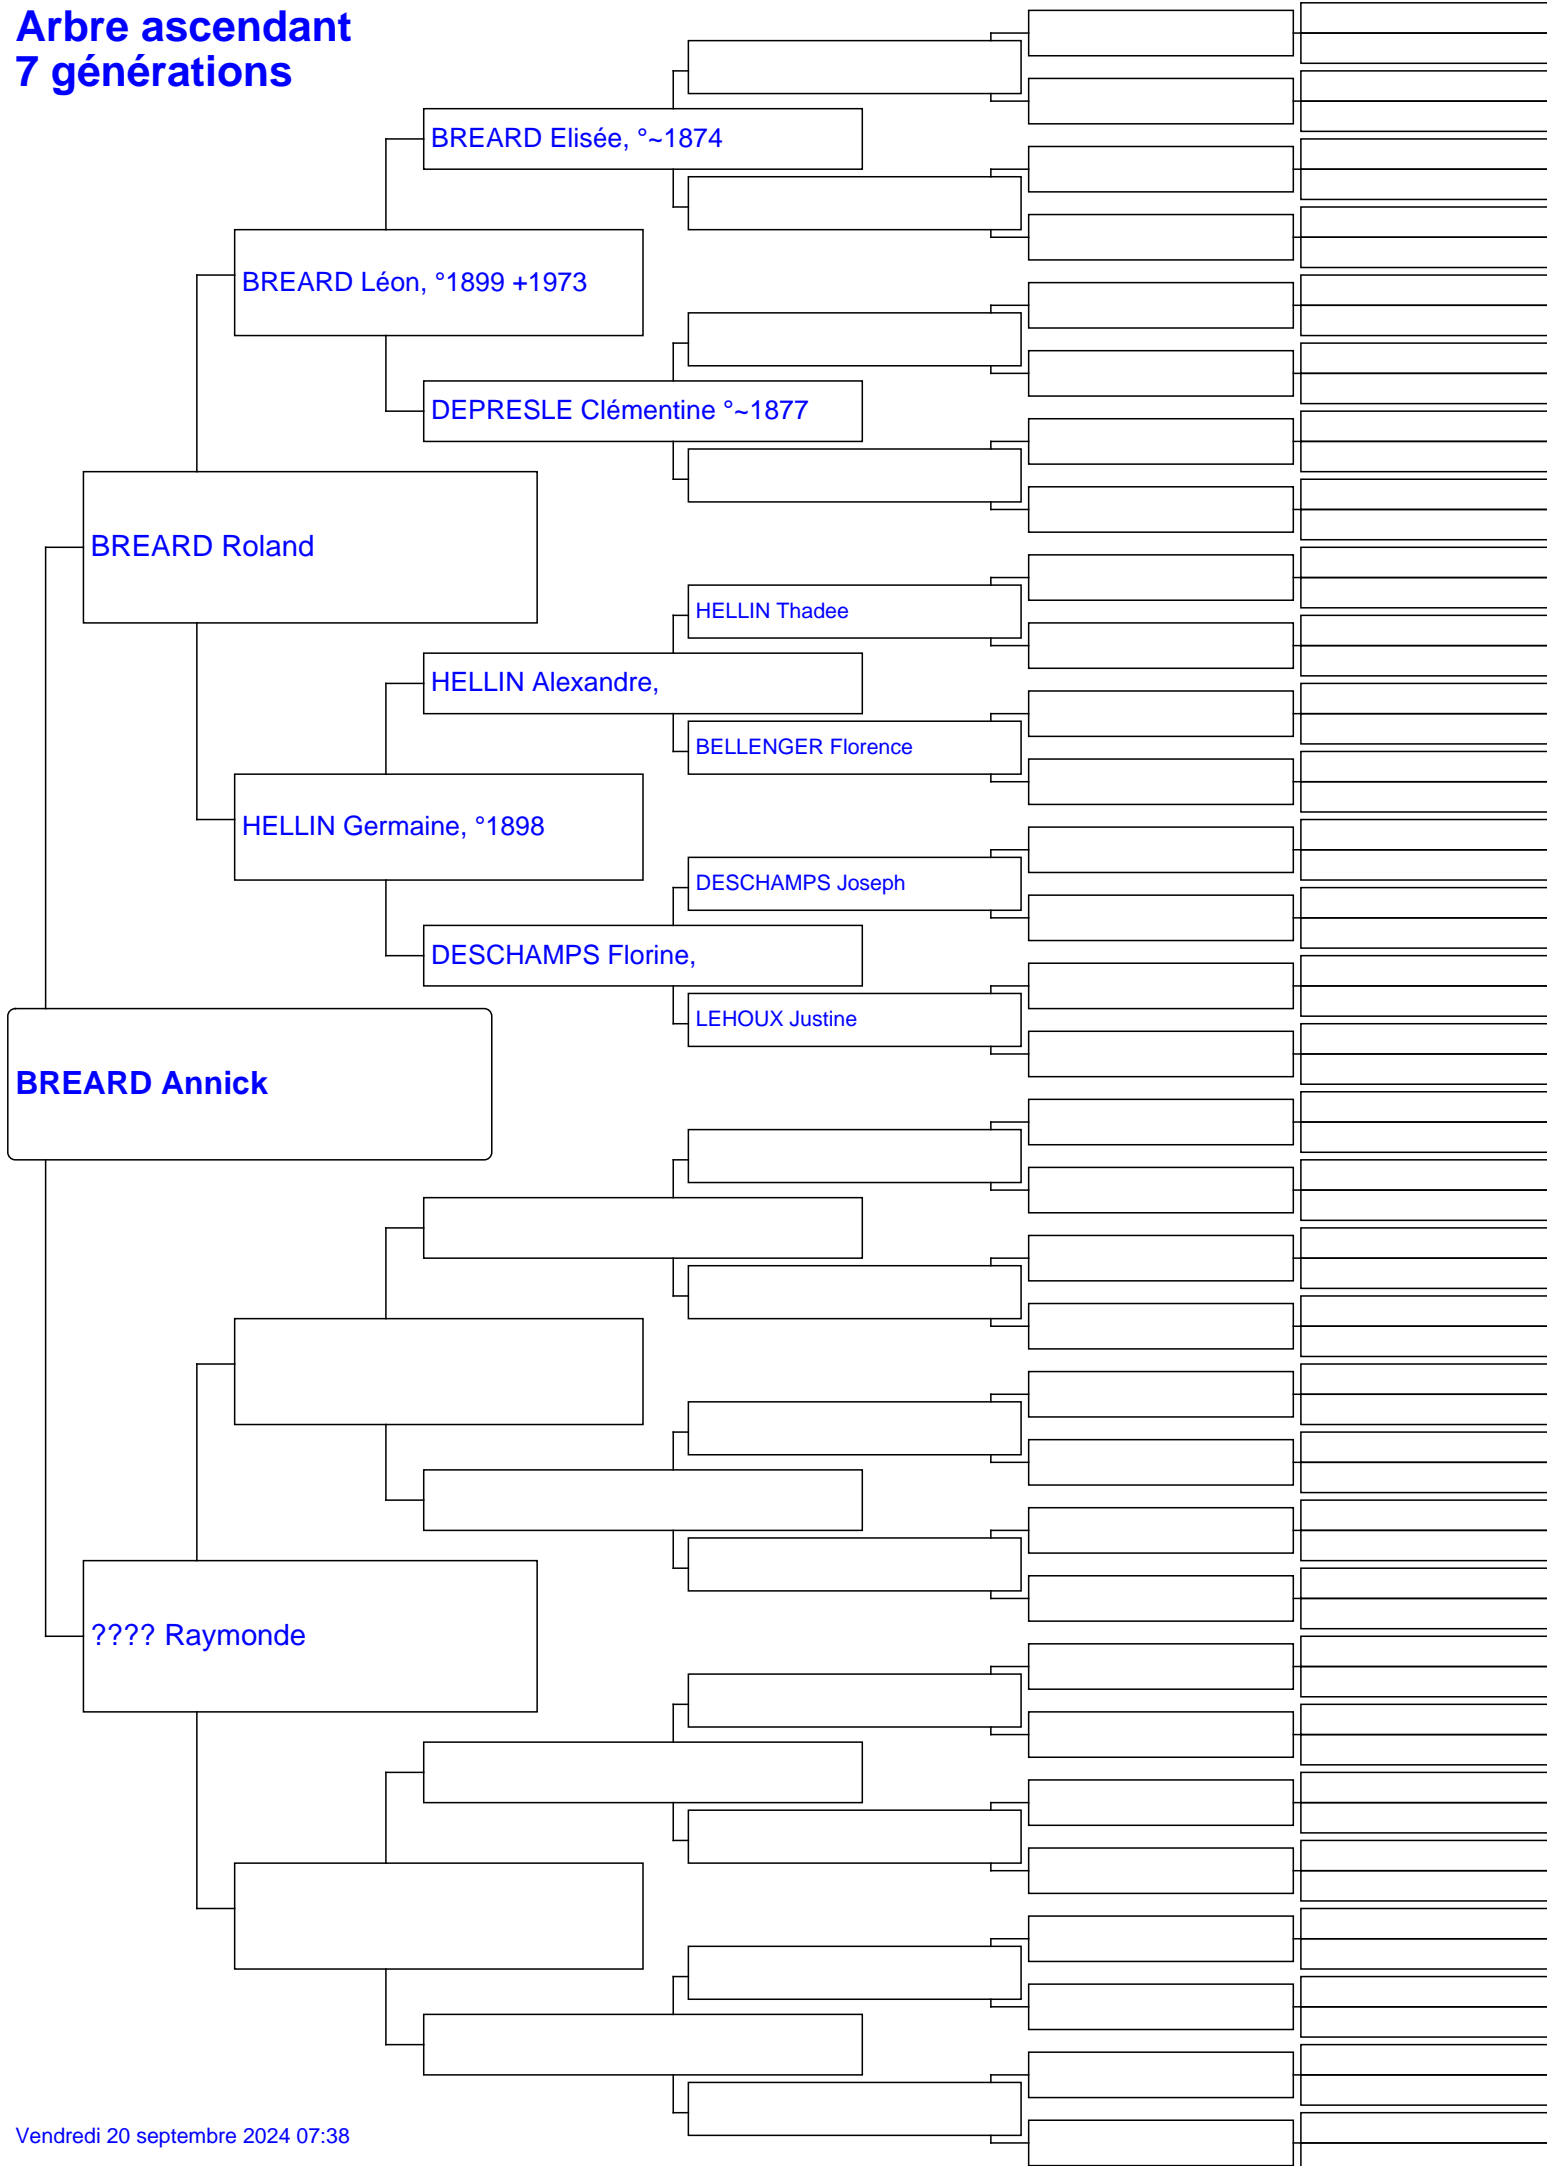 Arbre ascendant
7 générations
BREARD Elisée, °~1874
BREARD Léon, °1899 +1973
DEPRESLE Clémentine °~1877
BREARD Roland
HELLIN Thadee
HELLIN Alexandre,
BELLENGER Florence
HELLIN Germaine, °1898
DESCHAMPS Joseph
DESCHAMPS Florine,
LEHOUX Justine
BREARD Annick
???? Raymonde
Vendredi 20 septembre 2024 07:38